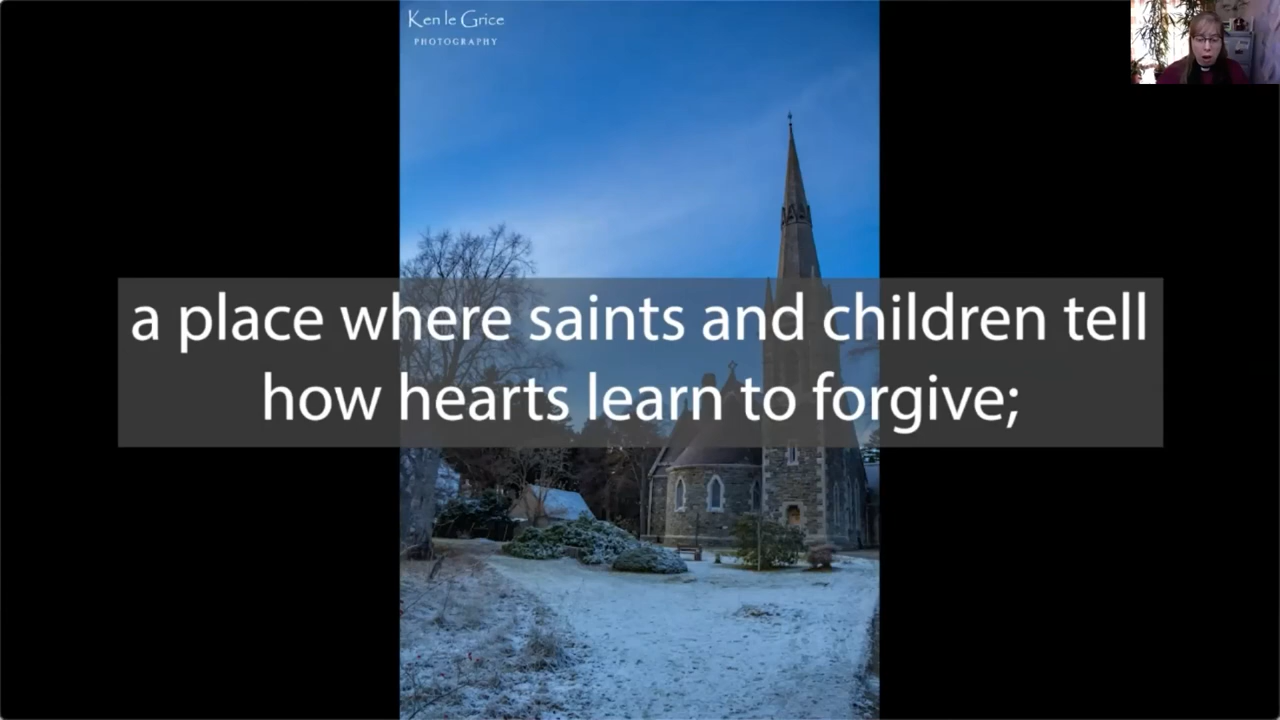 Ken le Grice
PHOTOGRAPHY
a place where saints and children tell
how hearts learn to forgive;